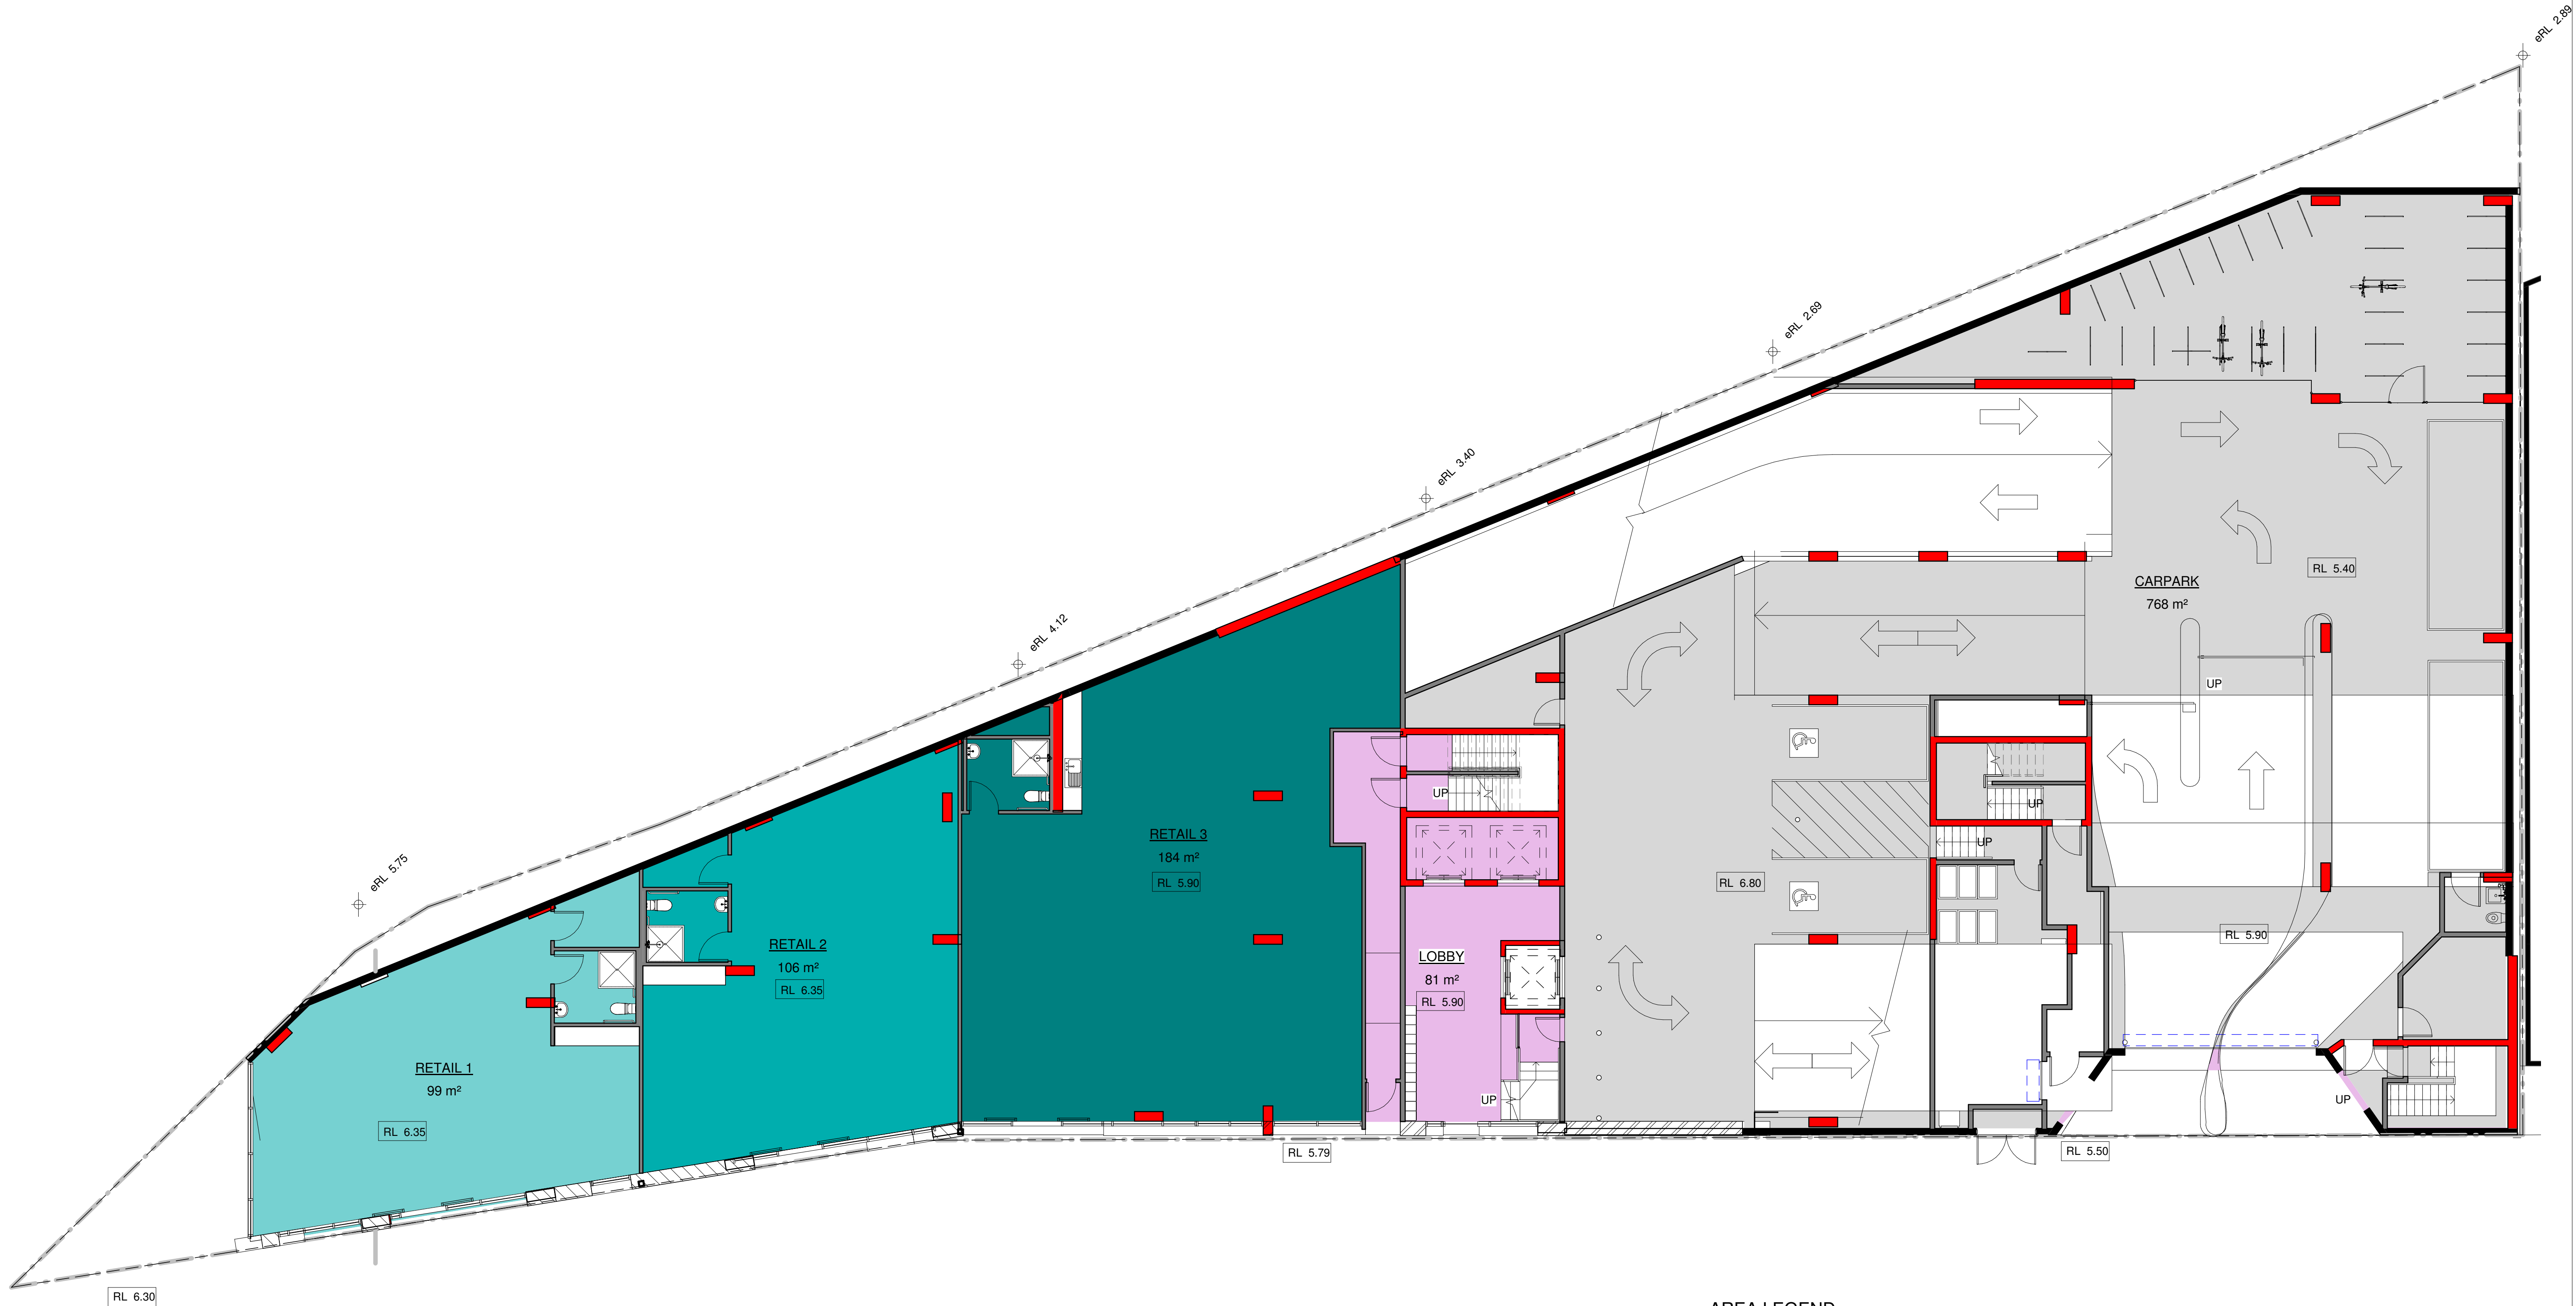 eRL 2.89
eRL 2.69
eRL 3.40
eRL 4.12
eRL 5.75
CARPARK
768 m²
RL 5.40
UP
UP
UP
UP
RETAIL 3
184 m²
RL 5.90
RL 6.80
RETAIL 2
106 m²
RL 6.35
LOBBY
81 m²
RL 5.90
RL 5.90
RETAIL 1
99 m²
RL 6.35
UP
UP
RL 5.79
RL 5.50
RL 6.30
AREA LEGEND